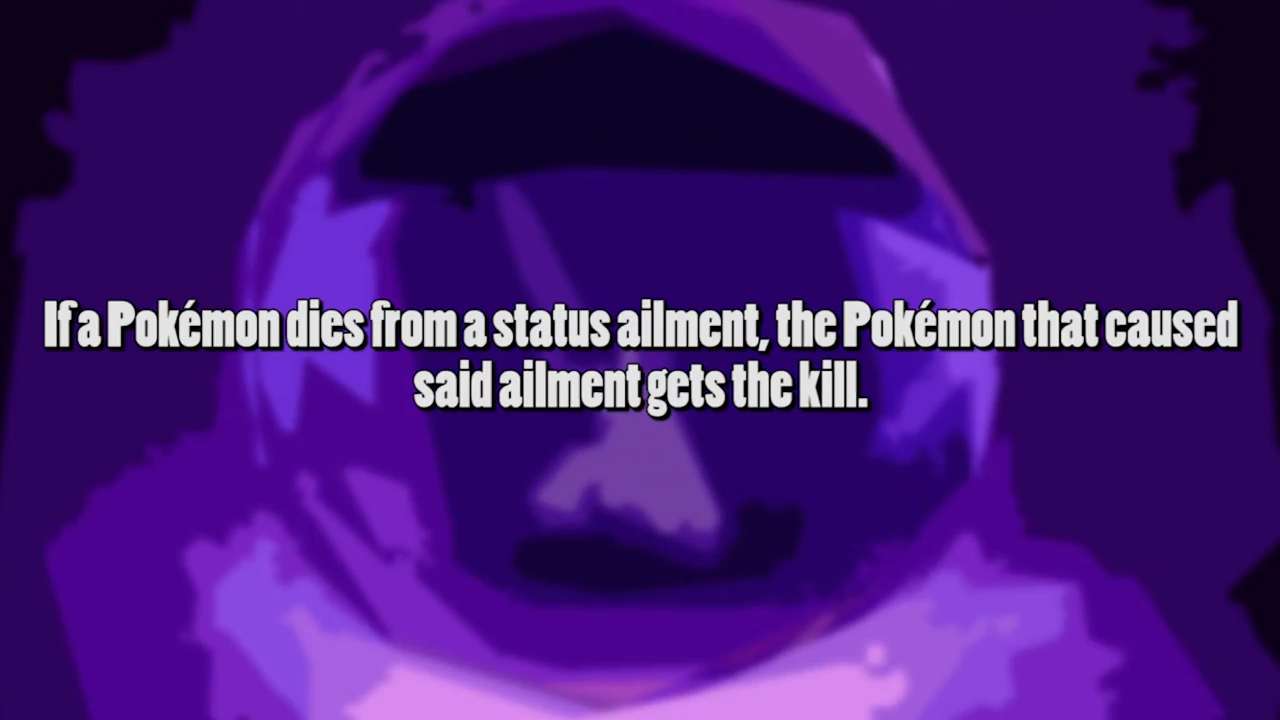 If a Pokémon dies from a status ailment, the Pokémon that caused
said ailment gets the kill.